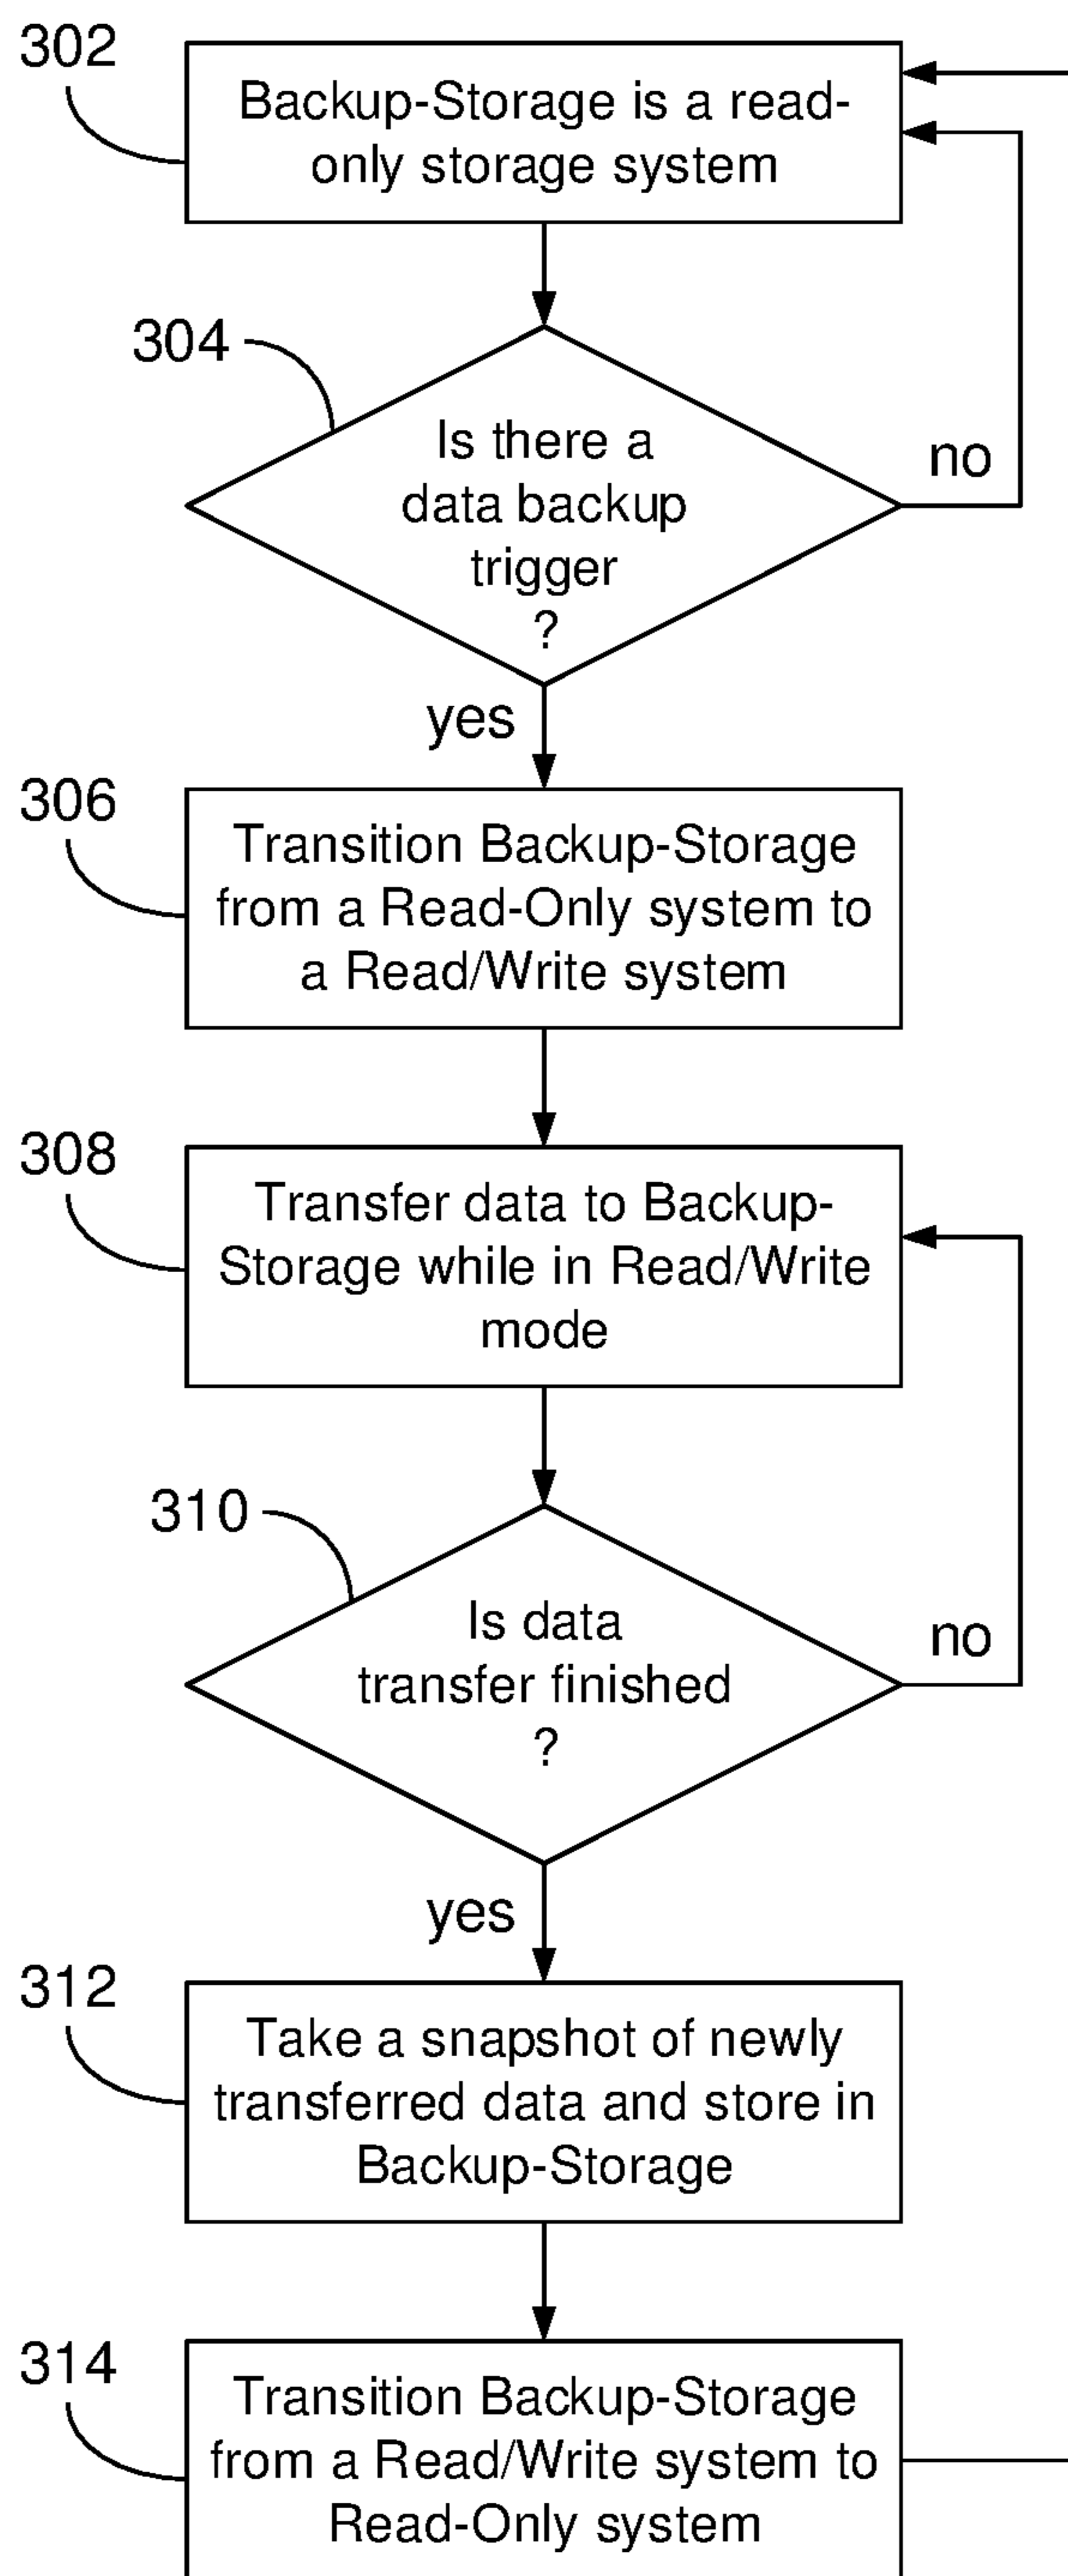 302
Backup-Storage is a read-
only storage system
304
Is there a
data backup
trigger
?
no
yes
306
Transition Backup-Storage
from a Read-Only system to
a Read/Write system
308
Transfer data to Backup-
Storage while in Read/Write
mode
310
Is data
transfer finished
?
no
yes
312
Take a snapshot of newly
transferred data and store in
Backup-Storage
314
Transition Backup-Storage
from a Read/Write system to
Read-Only system